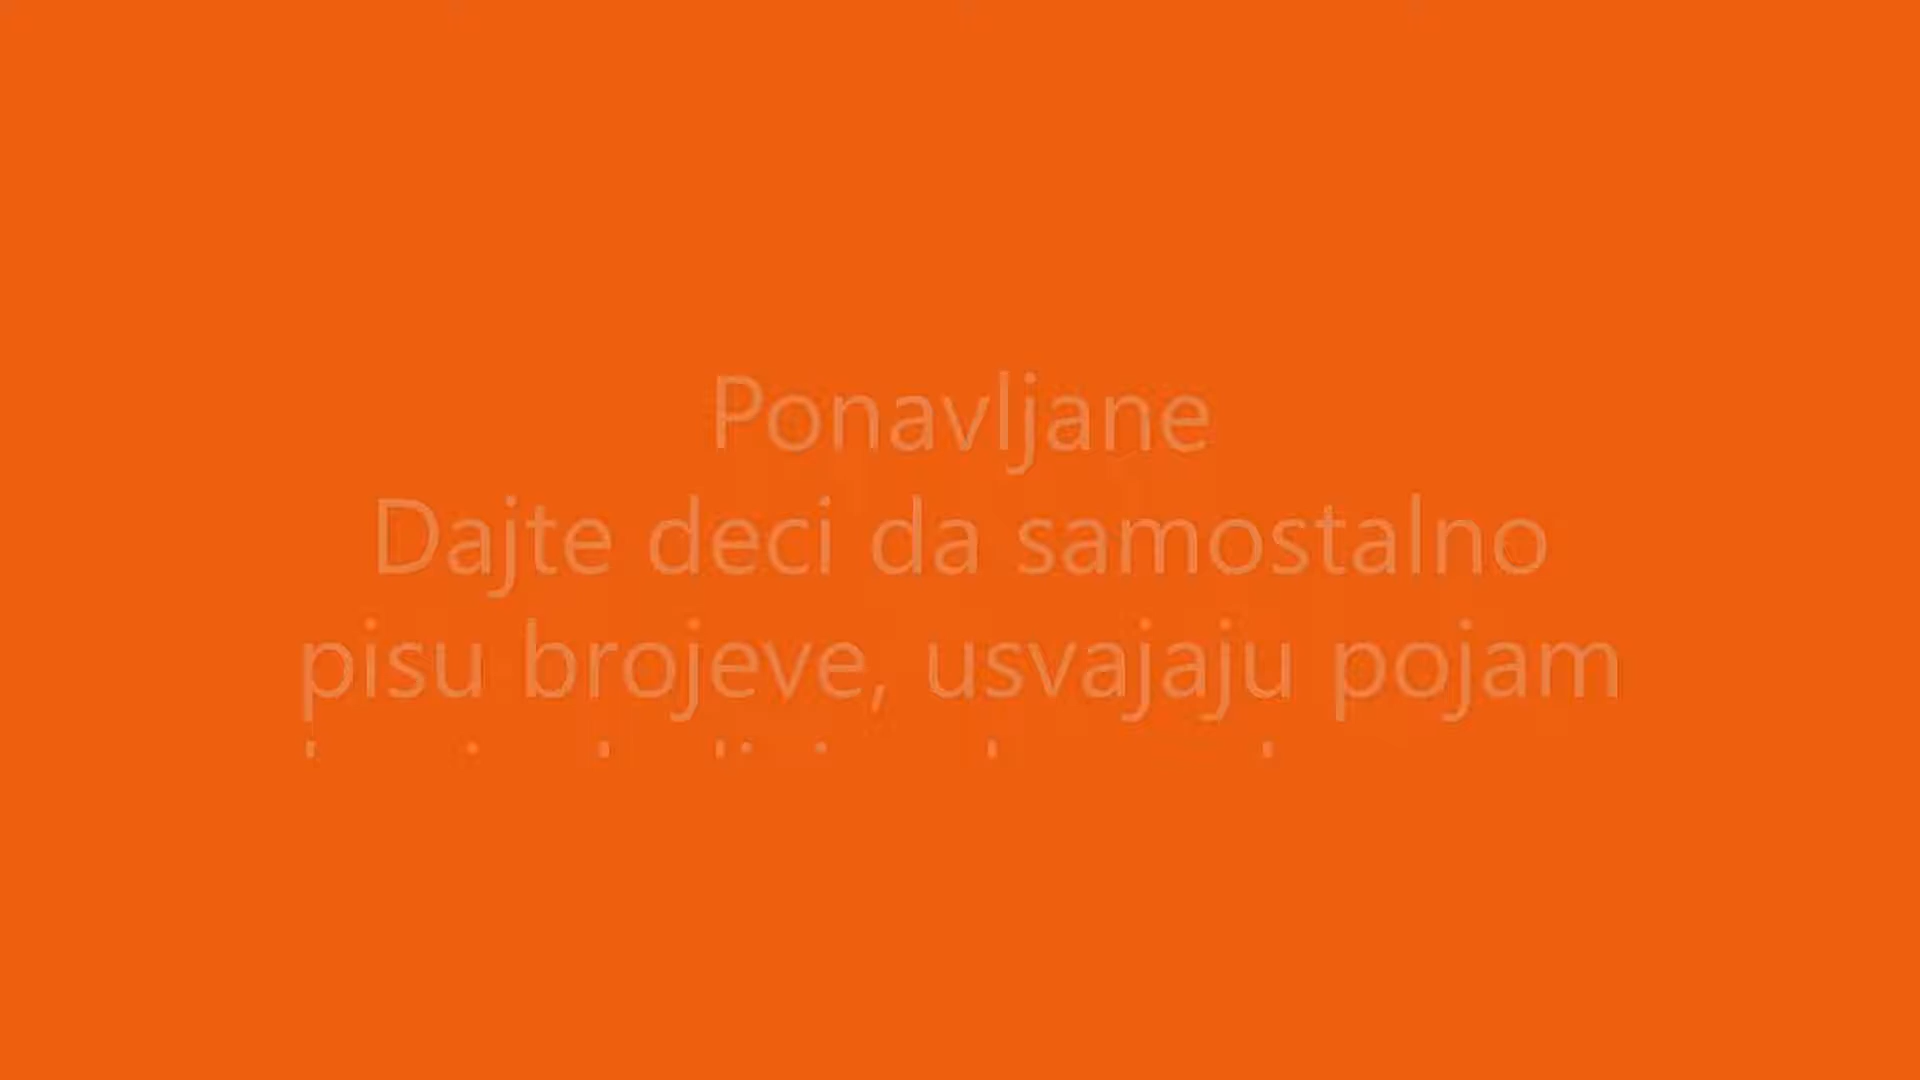 Ponavljane
Dajte deci da samostalno
pisu brojeve, usvajaju pojam